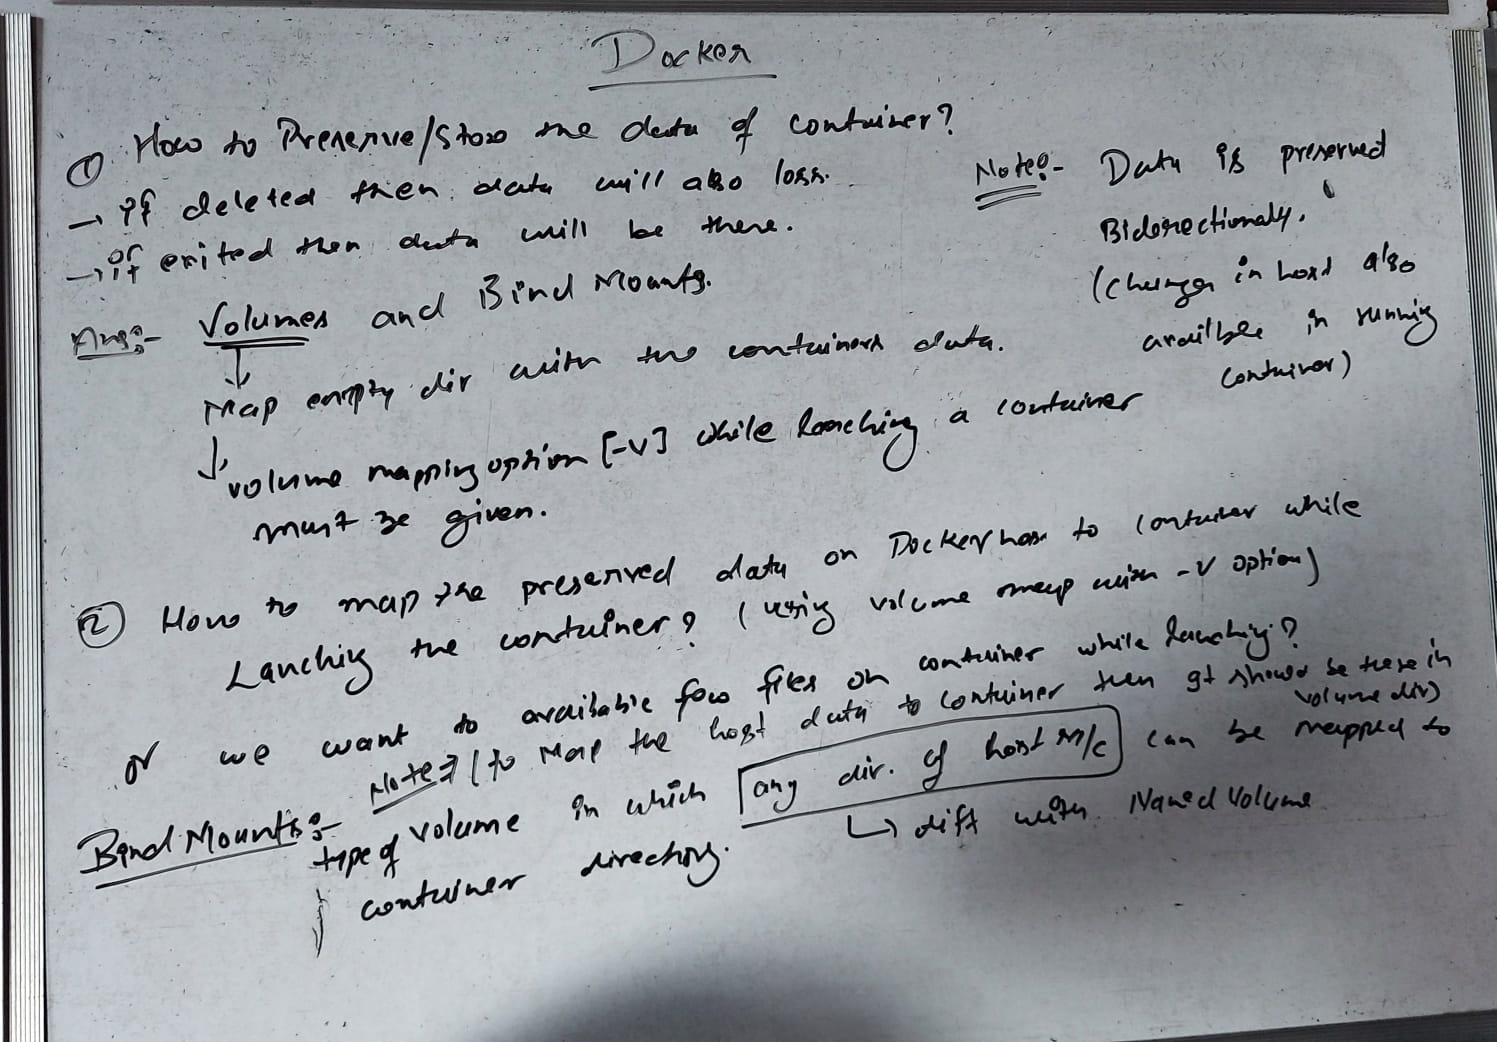 Docker
① How to Preserve/Store the data of container?
→ if deleted then data will also loss.
or
→ if exited then data will be there.
Ans:- Volumes and Bind Mounts.
Map empty dir with the containers data.
volume mapping option [-v] while lanching a container
must be given.
Note:- Data is preserved
Bidirectionaly.
(changes in host also
availble in running
container)
② How to map the preserved data on Docker host to container while
Lanching the container? (using volume map with -v option)
or we want to available few files on container while launching?
Note ⇒ (to Map the host data to container then it should be there in
volume dir)
Bind Mounts:- type of volume in which any dir. of host m/c can be mapped to
container directory.
↳ diff with Named Volume